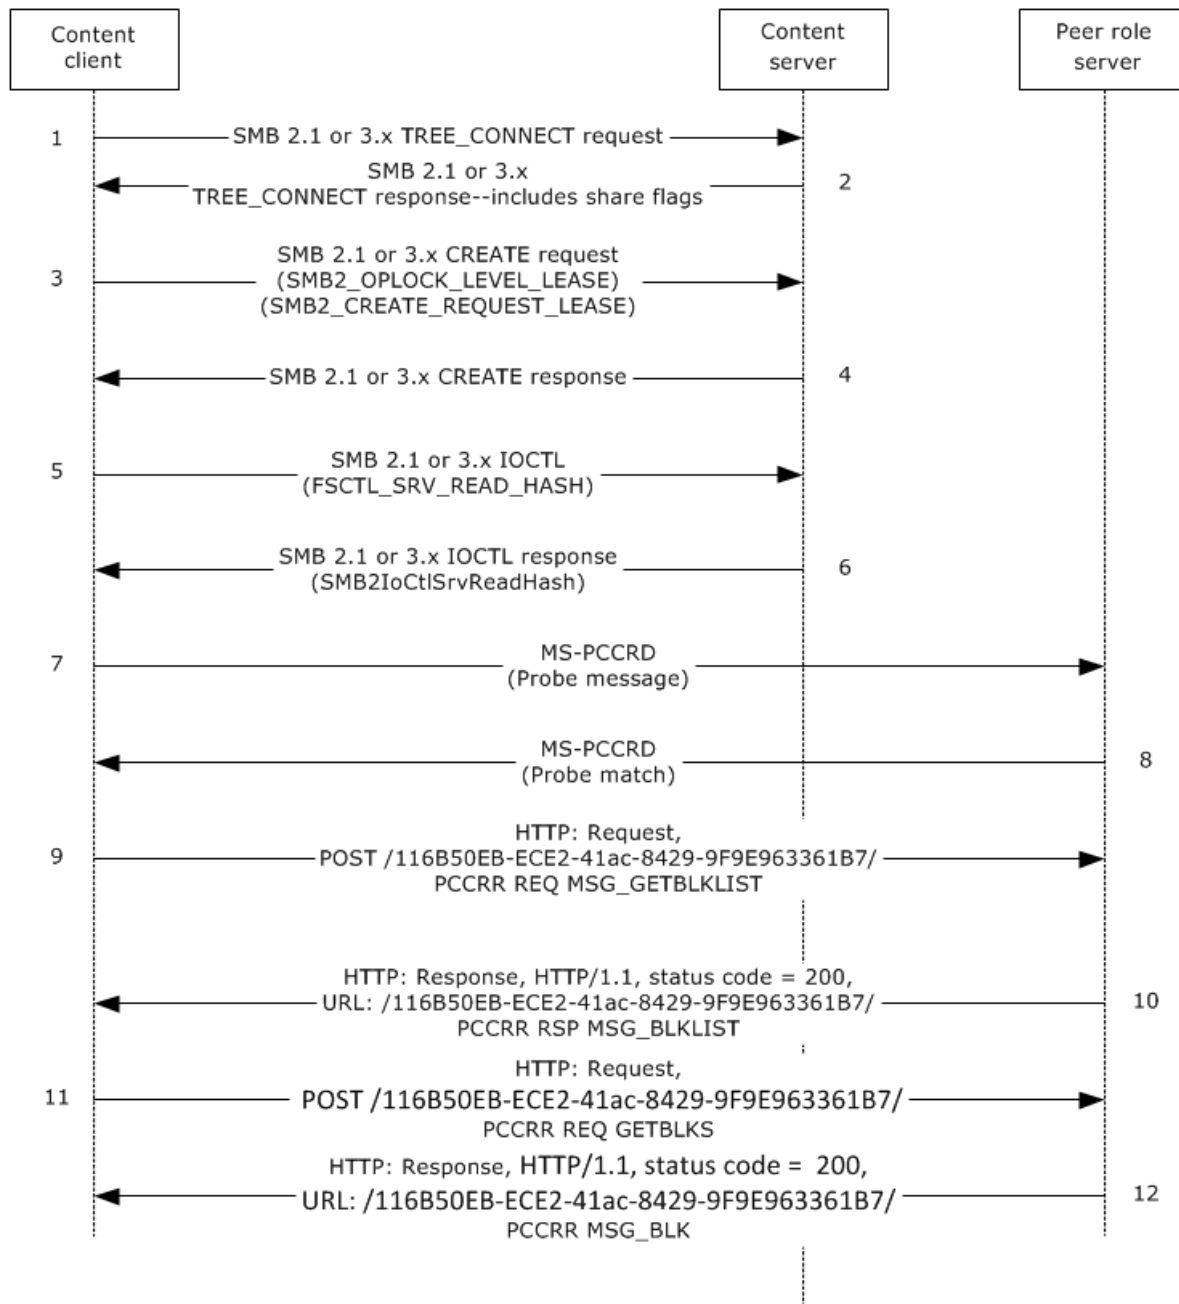 Content
client
Content
server
Peer role
server
1
SMB 2.1 or 3.x TREE_CONNECT request
SMB 2.1 or 3.x
TREE_CONNECT response--includes share flags
2
3
SMB 2.1 or 3.x CREATE request
(SMB2_OPLOCK_LEVEL_LEASE)
(SMB2_CREATE_REQUEST_LEASE)
SMB 2.1 or 3.x CREATE response
4
5
SMB 2.1 or 3.x IOCTL
(FSCTL_SRV_READ_HASH)
SMB 2.1 or 3.x IOCTL response
(SMB2IoCtlSrvReadHash)
6
7
MS-PCCRD
(Probe message)
MS-PCCRD
(Probe match)
8
9
HTTP: Request,
POST /116B50EB-ECE2-41ac-8429-9F9E963361B7/
PCCRR REQ MSG_GETBLKLIST
HTTP: Response, HTTP/1.1, status code = 200,
URL: /116B50EB-ECE2-41ac-8429-9F9E963361B7/
PCCRR RSP MSG_BLKLIST
10
11
HTTP: Request,
POST /116B50EB-ECE2-41ac-8429-9F9E963361B7/
PCCRR REQ GETBLKS
HTTP: Response, HTTP/1.1, status code = 200,
URL: /116B50EB-ECE2-41ac-8429-9F9E963361B7/
PCCRR MSG_BLK
12